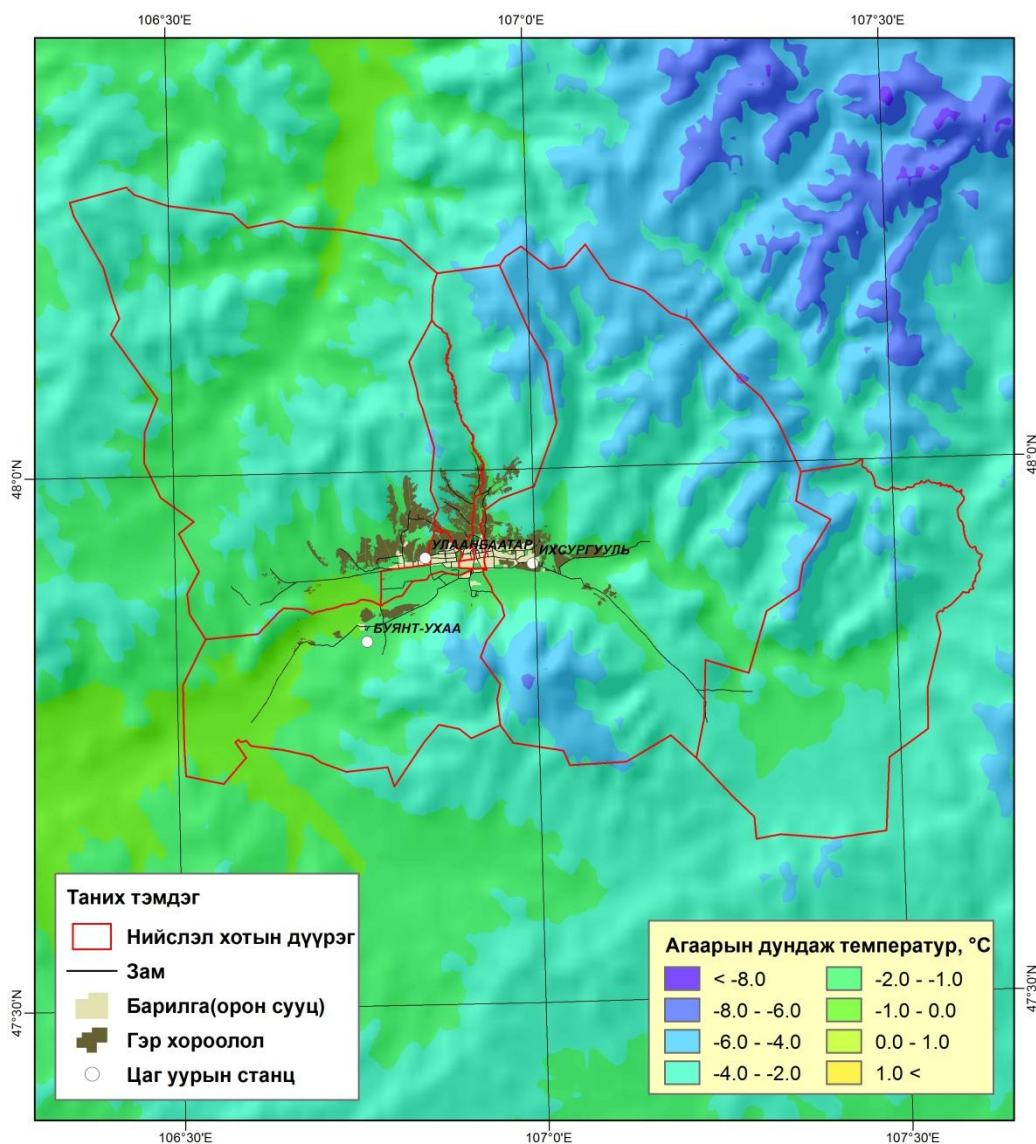 106°30'E
107°0'E
107°30'E
48°0'N
48°0'N
УЛААНБААТАР
ИХСУРГУУЛЬ
БУЯНТ-УХАА
47°30'N
47°30'N
Таних тэмдэг
Нийслэл хотын дүүрэг
Зам
Барилга(орон сууц)
Гэр хороолол
Цаг уурын станц
Агаарын дундаж температур, °C
< -8.0
-8.0 - -6.0
-6.0 - -4.0
-4.0 - -2.0
-2.0 - -1.0
-1.0 - 0.0
0.0 - 1.0
1.0 <
106°30'E
107°0'E
107°30'E